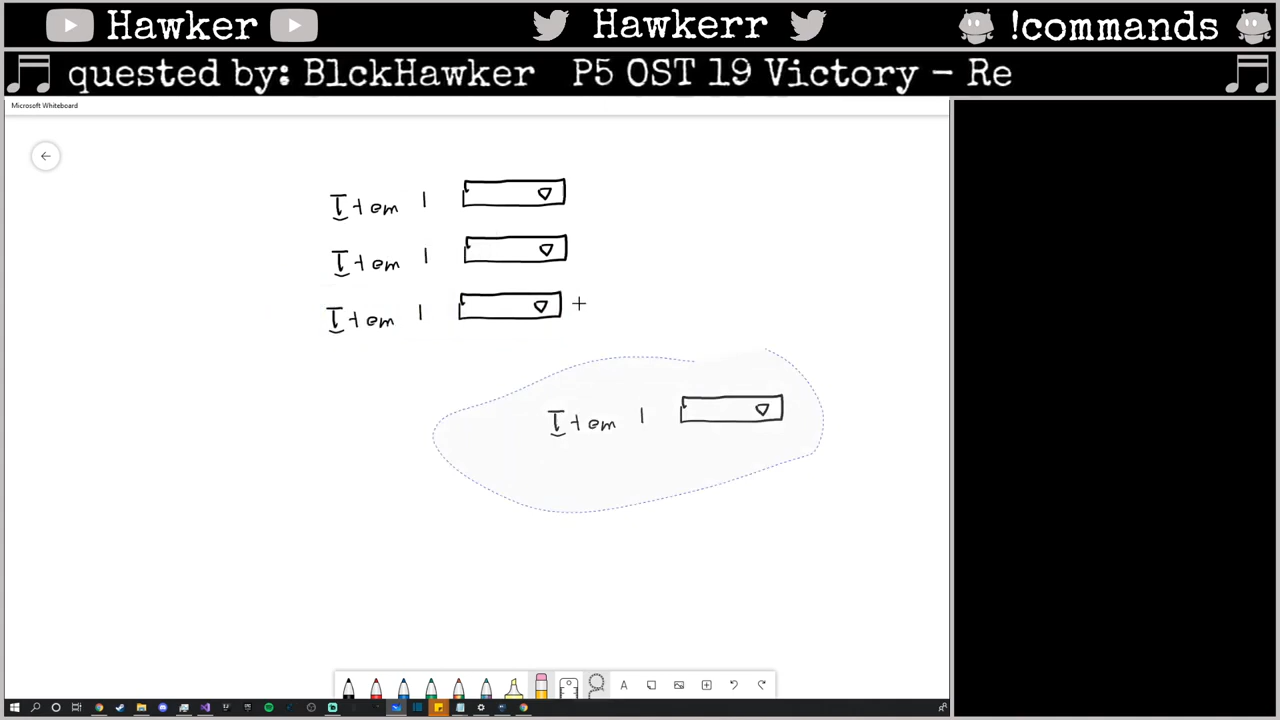 Hawker Hawkerr !commands
quested by: BlckHawker P5 OST 19 Victory - Re
Microsoft Whiteboard
Item 1
Item 1
Item 1
Item 1